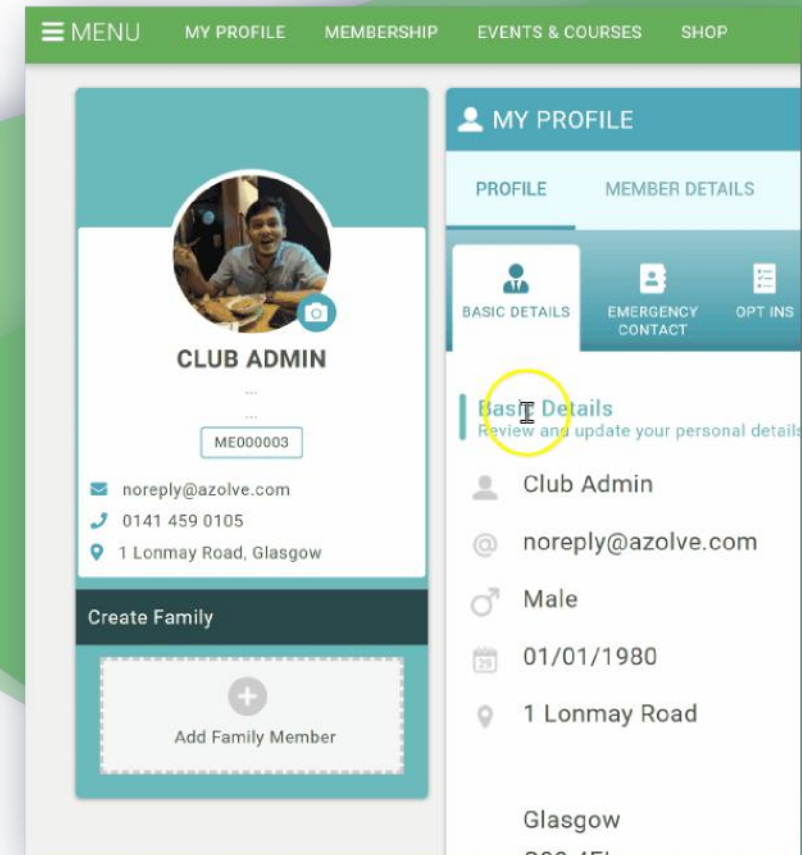 MENU MY PROFILE MEMBERSHIP EVENTS & COURSES SHOP
CLUB ADMIN
...
...
ME000003
noreply@azolve.com
0141 459 0105
1 Lonmay Road, Glasgow
Create Family
Add Family Member
MY PROFILE
PROFILE MEMBER DETAILS
BASIC DETAILS
EMERGENCY
CONTACT
OPT INS
Basic Details
Review and update your personal details
Club Admin
@ noreply@azolve.com
Male
29 01/01/1980
1 Lonmay Road
Glasgow